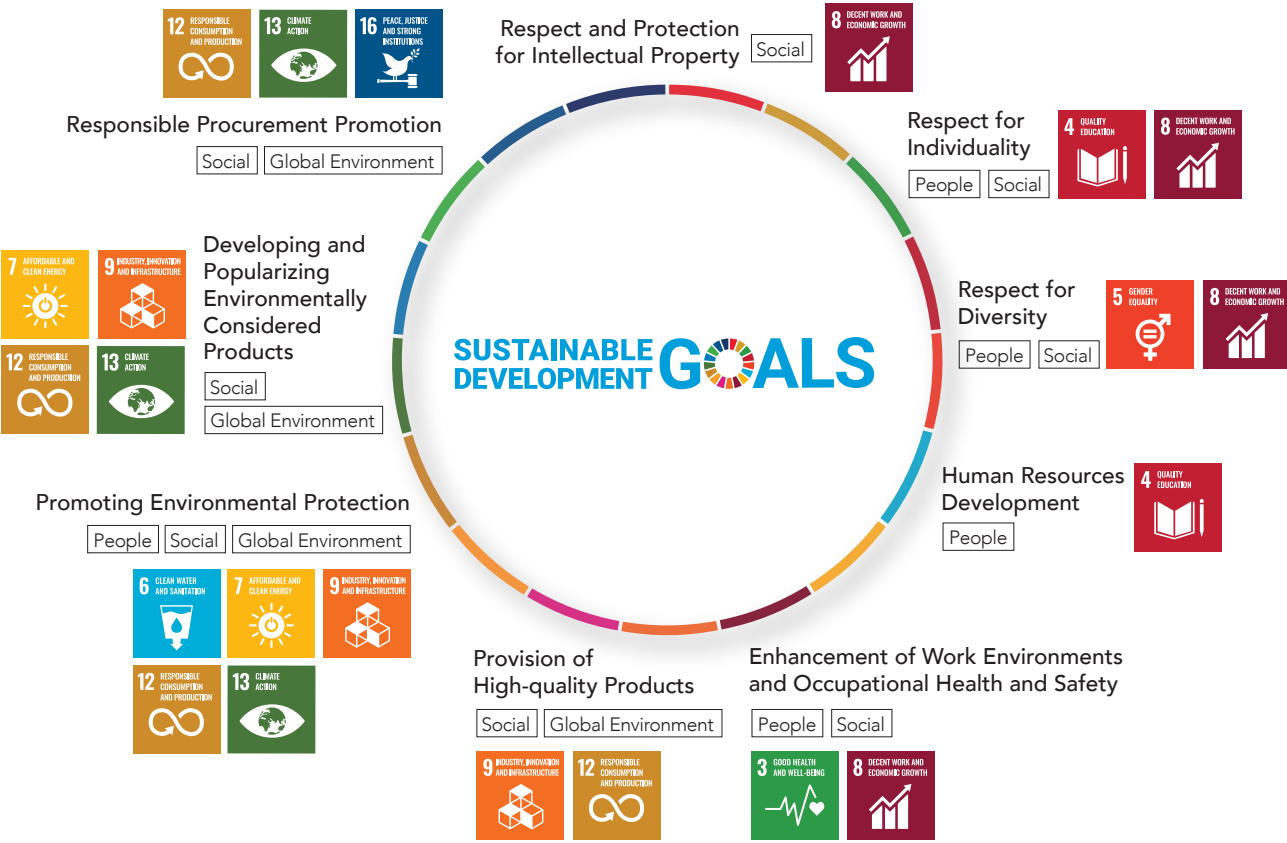 12 RESPONSIBLE
CONSUMPTION
AND PRODUCTION
13 CLIMATE
ACTION
16 PEACE, JUSTICE
AND STRONG
INSTITUTIONS
Responsible Procurement Promotion
Social
Global Environment
Respect and Protection
for Intellectual Property
Social
8 DECENT WORK AND
ECONOMIC GROWTH
Respect for
Individuality
People
Social
4 QUALITY
EDUCATION
8 DECENT WORK AND
ECONOMIC GROWTH
7 AFFORDABLE AND
CLEAN ENERGY
9 INDUSTRY, INNOVATION
AND INFRASTRUCTURE
12 RESPONSIBLE
CONSUMPTION
AND PRODUCTION
13 CLIMATE
ACTION
Developing and
Popularizing
Environmentally
Considered
Products
Social
Global Environment
SUSTAINABLE
DEVELOPMENT
GOALS
Respect for
Diversity
People
Social
5 GENDER
EQUALITY
8 DECENT WORK AND
ECONOMIC GROWTH
Human Resources
Development
People
4 QUALITY
EDUCATION
Promoting Environmental Protection
People
Social
Global Environment
6 CLEAN WATER
AND SANITATION
7 AFFORDABLE AND
CLEAN ENERGY
9 INDUSTRY, INNOVATION
AND INFRASTRUCTURE
12 RESPONSIBLE
CONSUMPTION
AND PRODUCTION
13 CLIMATE
ACTION
Provision of
High-quality Products
Social
Global Environment
9 INDUSTRY, INNOVATION
AND INFRASTRUCTURE
12 RESPONSIBLE
CONSUMPTION
AND PRODUCTION
Enhancement of Work Environments
and Occupational Health and Safety
People
Social
3 GOOD HEALTH
AND WELL-BEING
8 DECENT WORK AND
ECONOMIC GROWTH